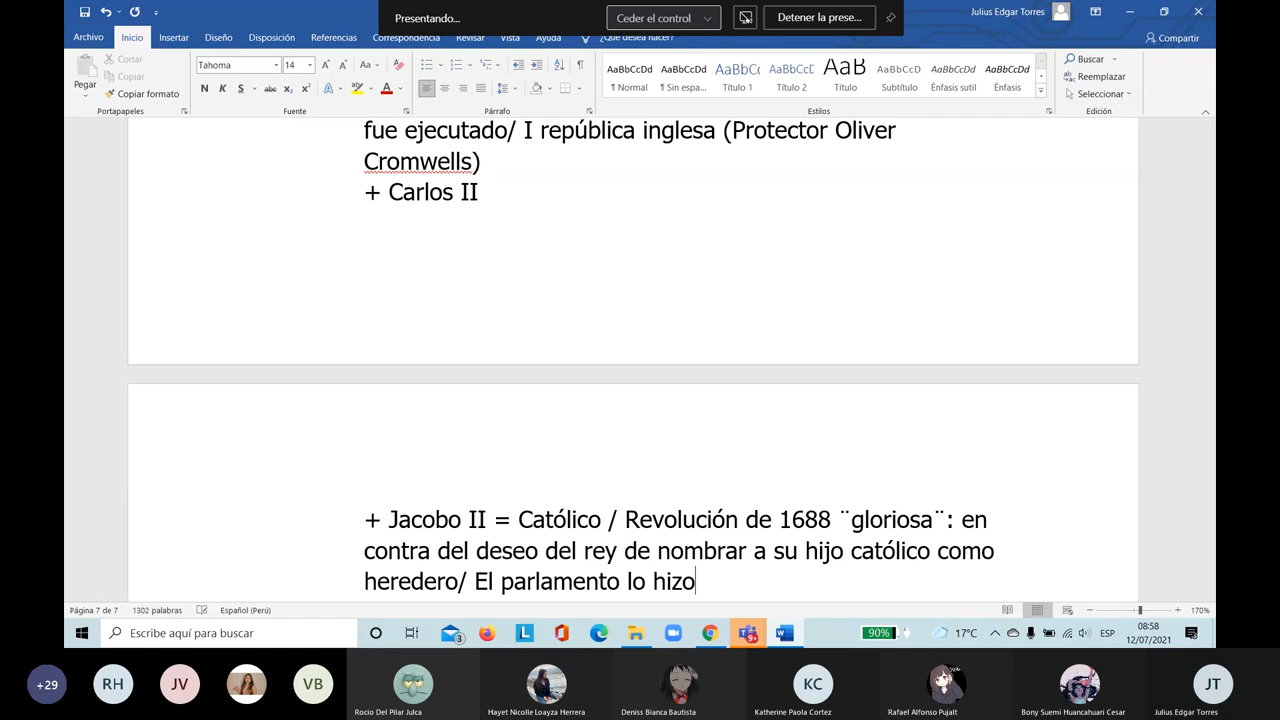 Presentando...
Ceder el control
Detener la prese...
Julius Edgar Torres
Archivo Inicio Insertar Diseño Disposición Referencias Correspondencia Revisar Vista Ayuda ¿Qué desea hacer?
Compartir
Pegar
Cortar
Copiar
Copiar formato
Portapapeles
Tahoma 14
N K S abc x₂ x²
Fuente
Párrafo
AaBbCcDd AaBbCcDd AaBbCc AaBbCcD AaB AaBbCcD AaBbCcDd AaBbCcDd
¶ Normal ¶ Sin espa... Título 1 Título 2 Título Subtítulo Énfasis sutil Énfasis
Estilos
Buscar
Reemplazar
Seleccionar
Edición
fue ejecutado/ I república inglesa (Protector Oliver
Cromwells)
+ Carlos II
+ Jacobo II = Católico / Revolución de 1688 ¨gloriosa¨: en
contra del deseo del rey de nombrar a su hijo católico como
heredero/ El parlamento lo hizo
Página 7 de 7 1302 palabras Español (Perú) 170%
Escribe aquí para buscar
3
L
9+
90%
17°C
ESP
08:58
12/07/2021
+29 RH JV VB KC JT
Rocio Del Pilar Julca Hayet Nicolle Loayza Herrera Deniss Bianca Bautista Katherine Paola Cortez Rafael Alfonso Pujalt Bony Suemi Huancahuari Cesar Julius Edgar Torres